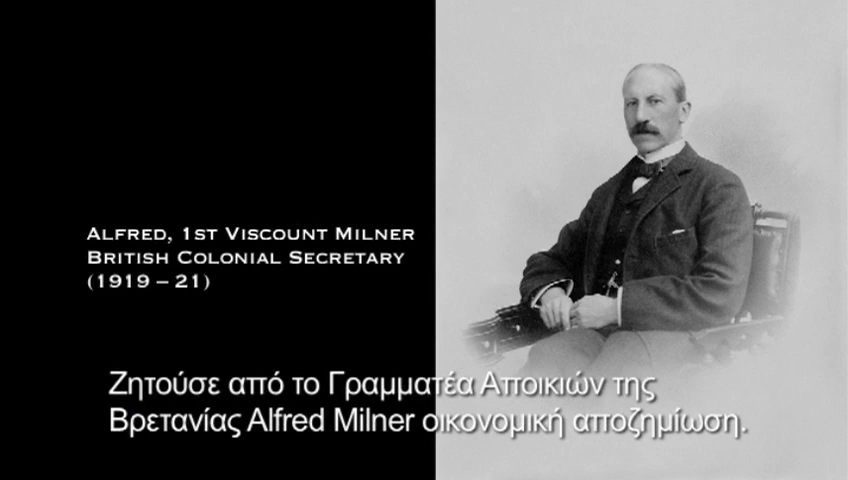 ALFRED, 1ST VISCOUNT MILNER
BRITISH COLONIAL SECRETARY
(1919 – 21)
Ζητούσε από το Γραμματέα Αποικιών της
Βρετανίας Alfred Milner οικονομική αποζημίωση.